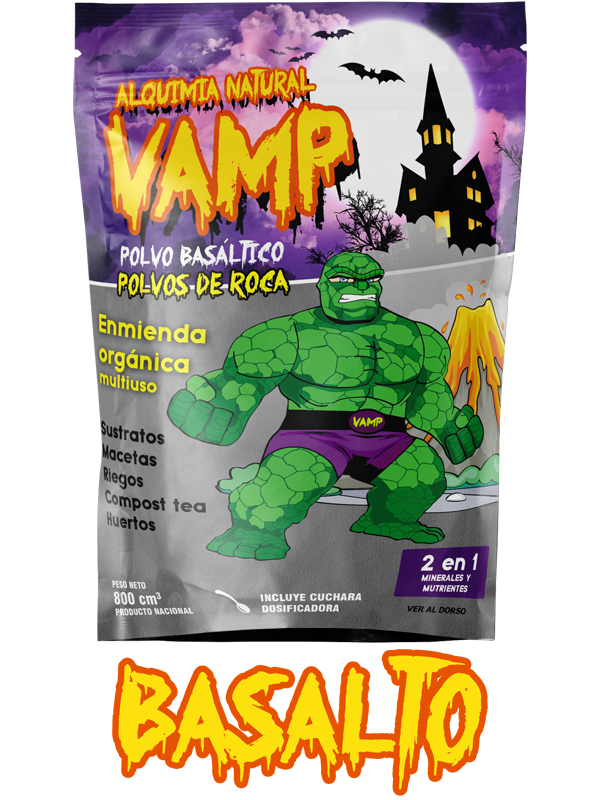 ALQUIMIA NATURAL
VAMP
POLVO BASÁLTICO
POLVOS DE ROCA
Enmienda
orgánica
multiuso
Sustratos
Macetas
Riegos
Compost tea
Huertos
VAMP
2 en 1
MINERALES Y
MUTRIENTES
PESO NETO
800 cm³
PRODUCTO NACIONAL
INCLUYE CUCHARA
DOSIFICADORA
VER AL DORSO
BASALTO